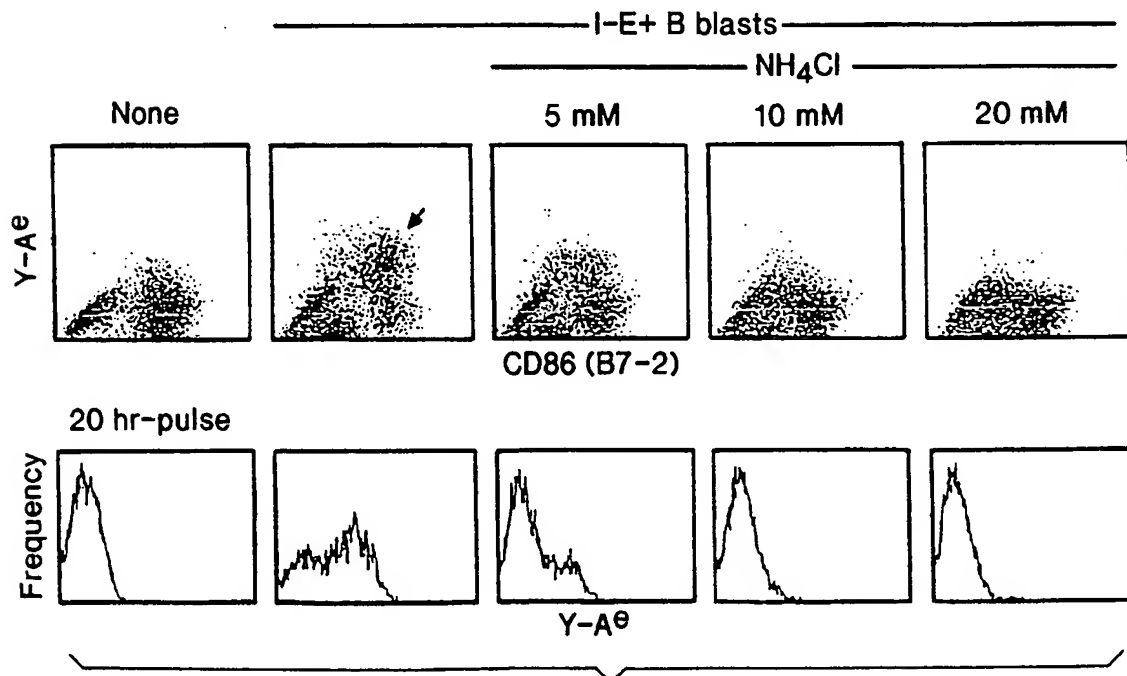 I-E+ B blasts
NH4Cl
None
5 mM
10 mM
20 mM
Y-Ae
CD86 (B7-2)
20 hr-pulse
Frequency
Y-Ae